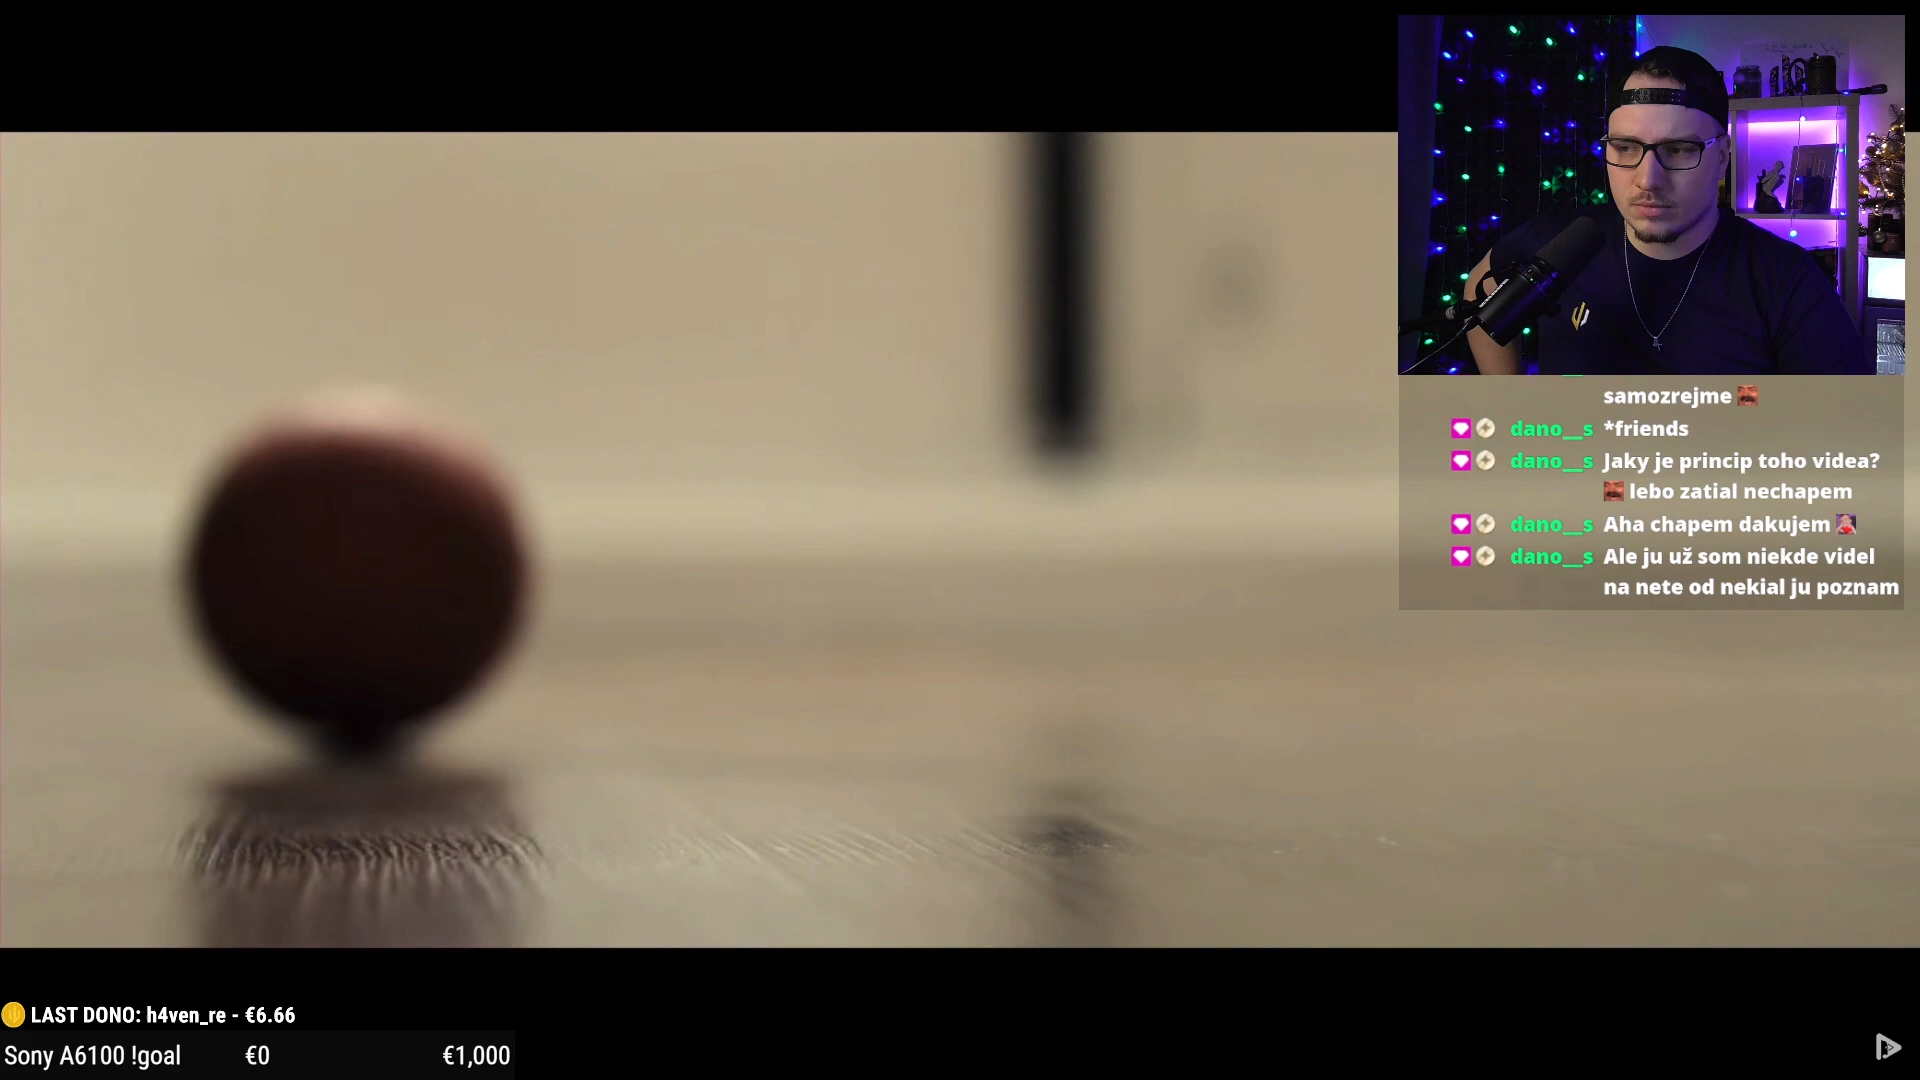 samozrejme
dano__s *friends
dano__s Jaky je princip toho videa?
lebo zatial nechapem
dano__s Aha chapem dakujem
dano__s Ale ju už som niekde videl
na nete od nekial ju poznam
LAST DONO: h4ven_re - €6.66
Sony A6100 !goal €0 €1,000